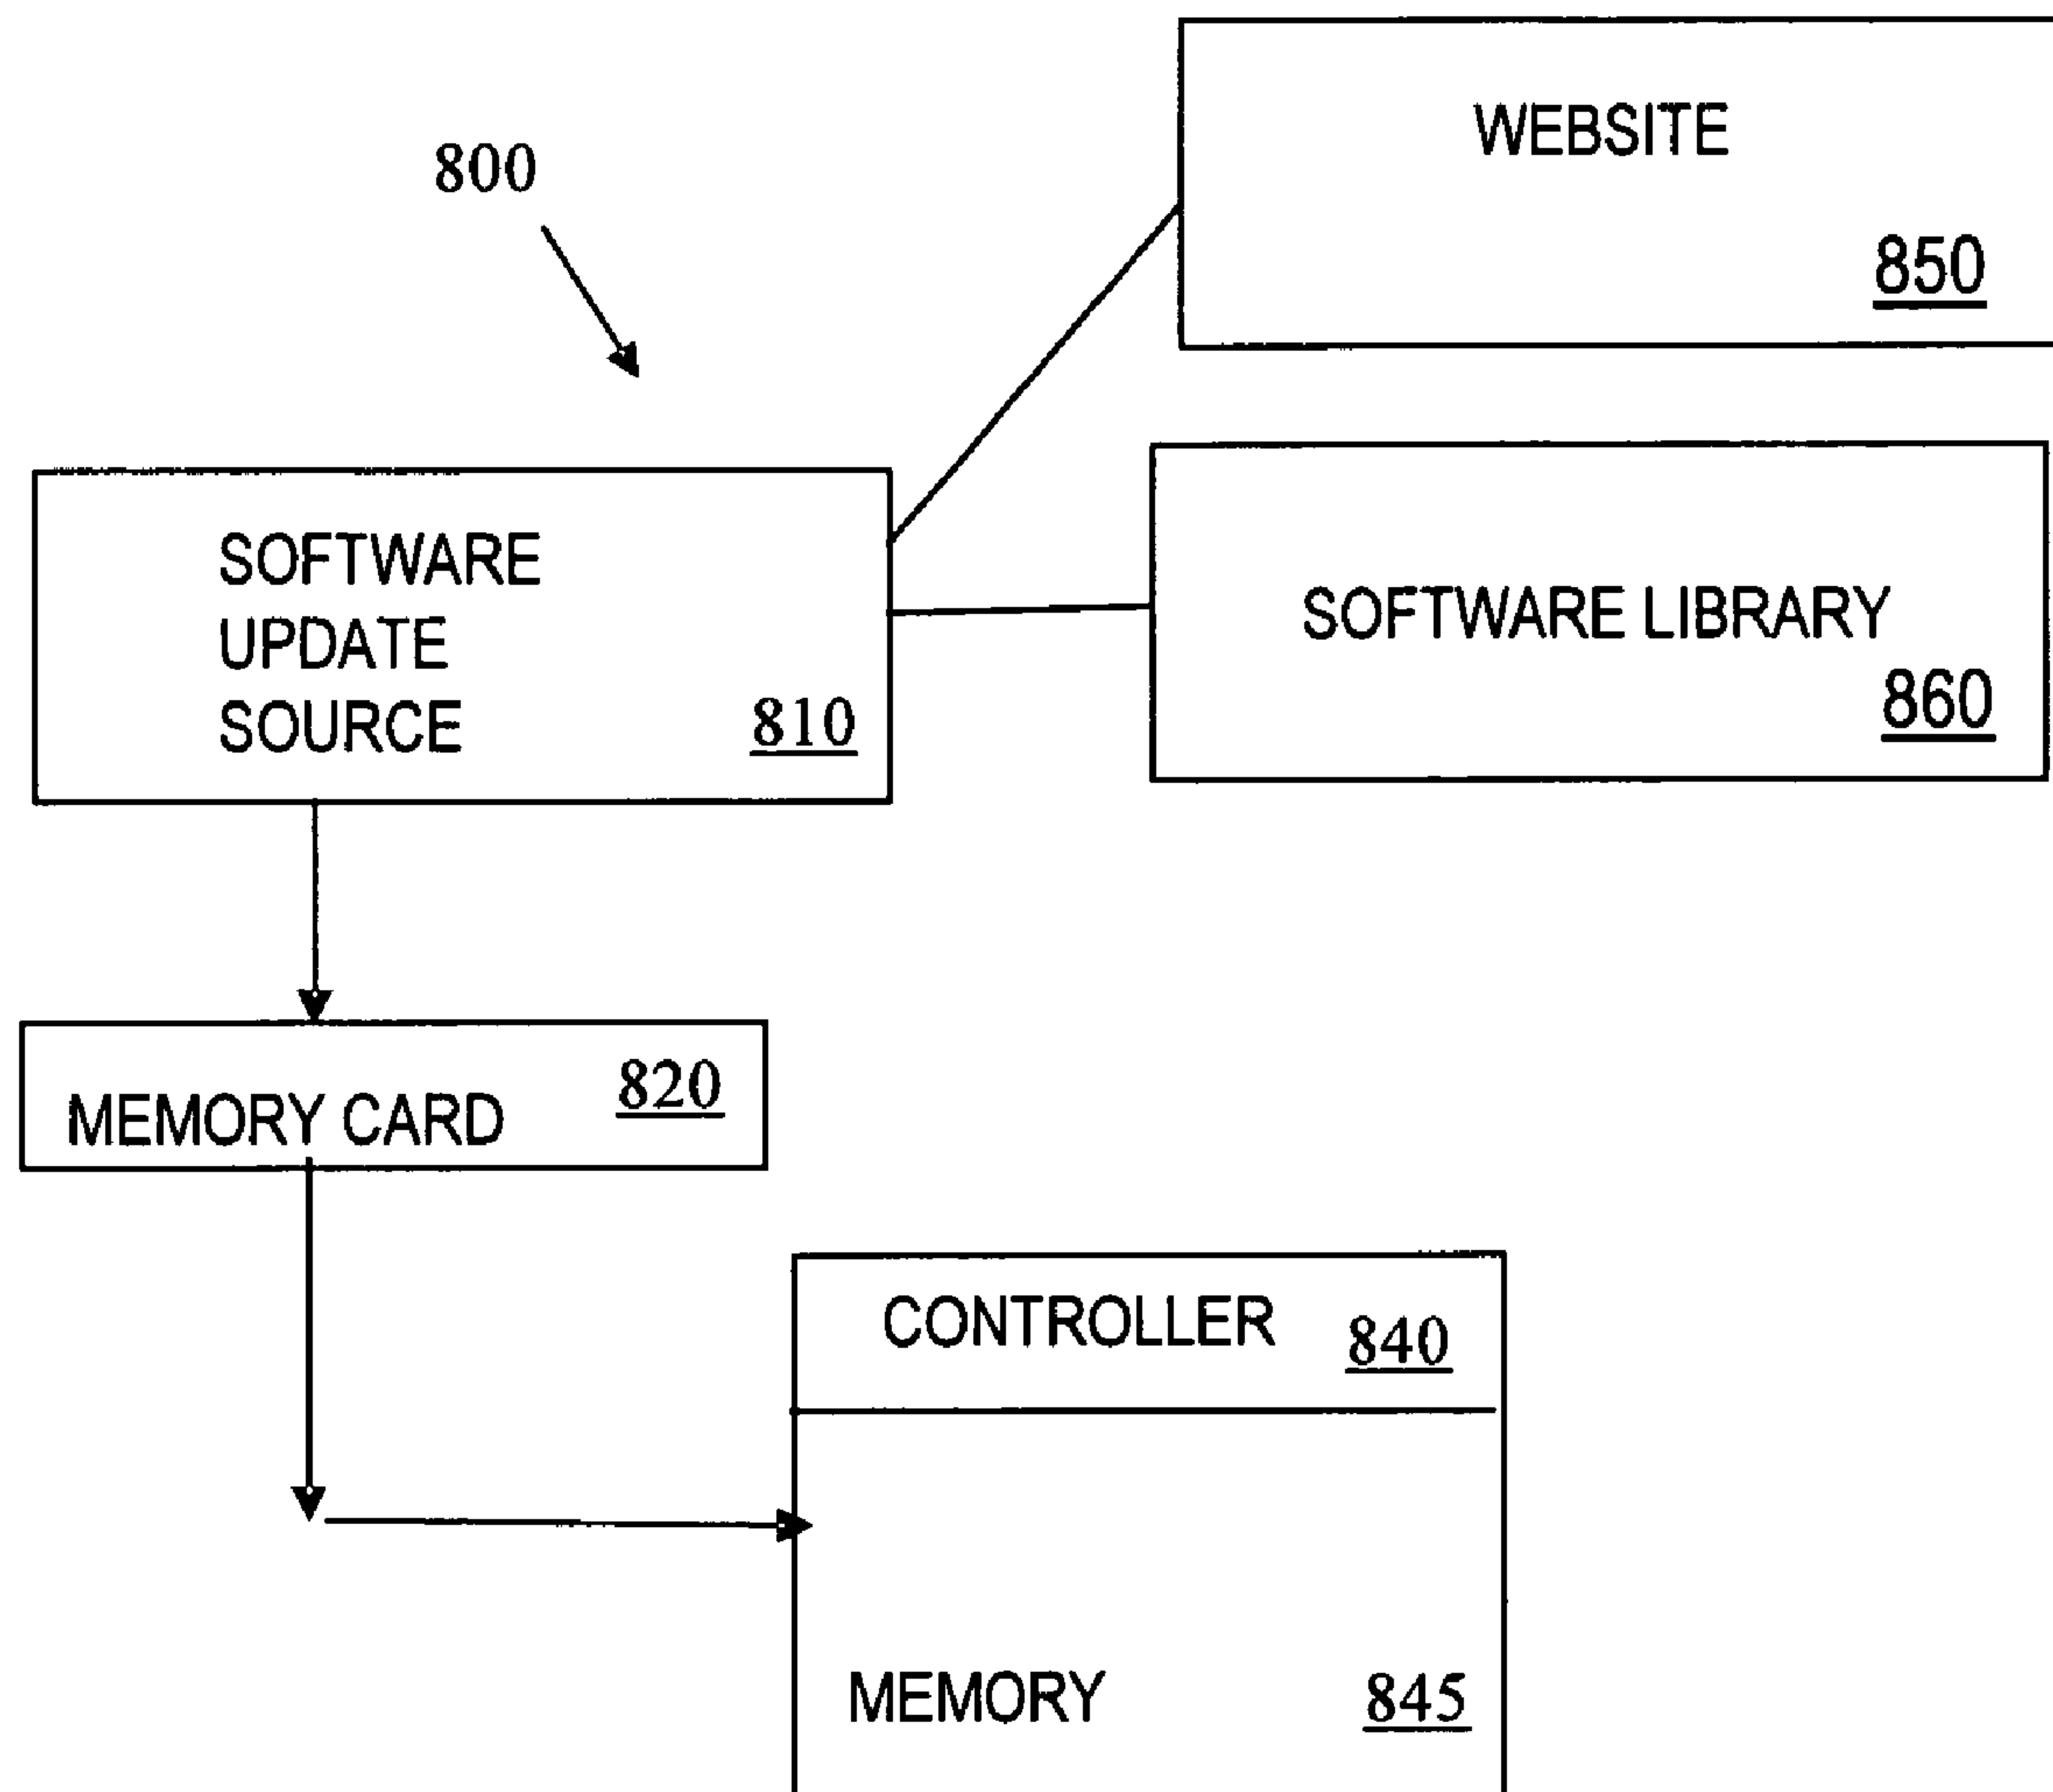 WEBSITE
850
800
SOFTWARE
UPDATE
SOURCE
810
SOFTWARE LIBRARY
860
MEMORY CARD
820
CONTROLLER
840
MEMORY
845